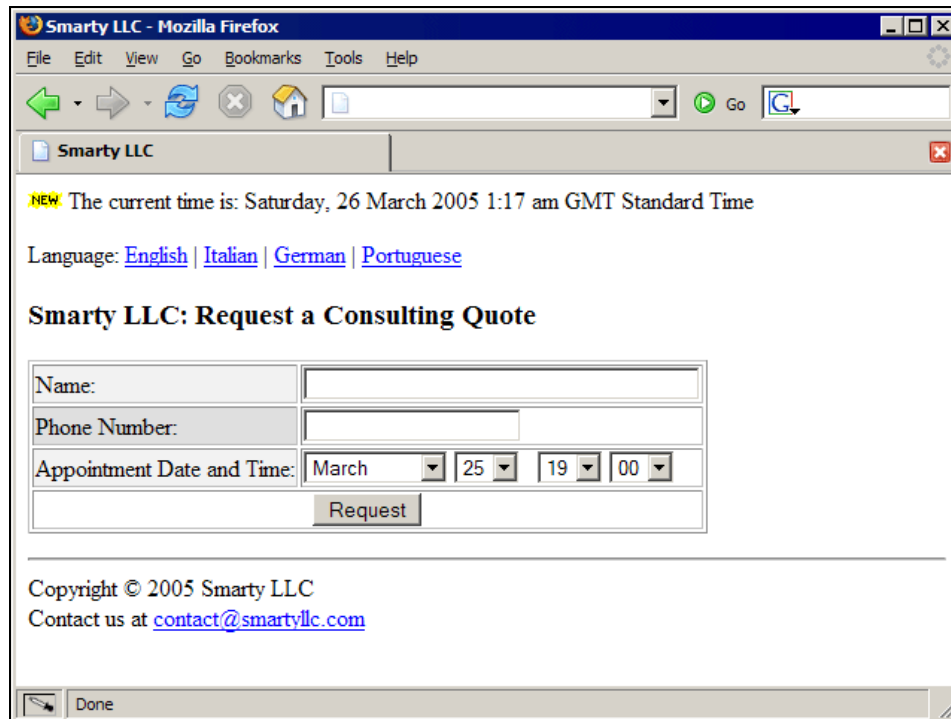 Smarty LLC - Mozilla Firefox
File Edit View Go Bookmarks Tools Help
Go G
Smarty LLC
NEW The current time is: Saturday, 26 March 2005 1:17 am GMT Standard Time
Language: English | Italian | German | Portuguese
Smarty LLC: Request a Consulting Quote
Name:
Phone Number:
Appointment Date and Time: March 25 19 00
Request
Copyright © 2005 Smarty LLC
Contact us at contact@smartyllc.com
Done